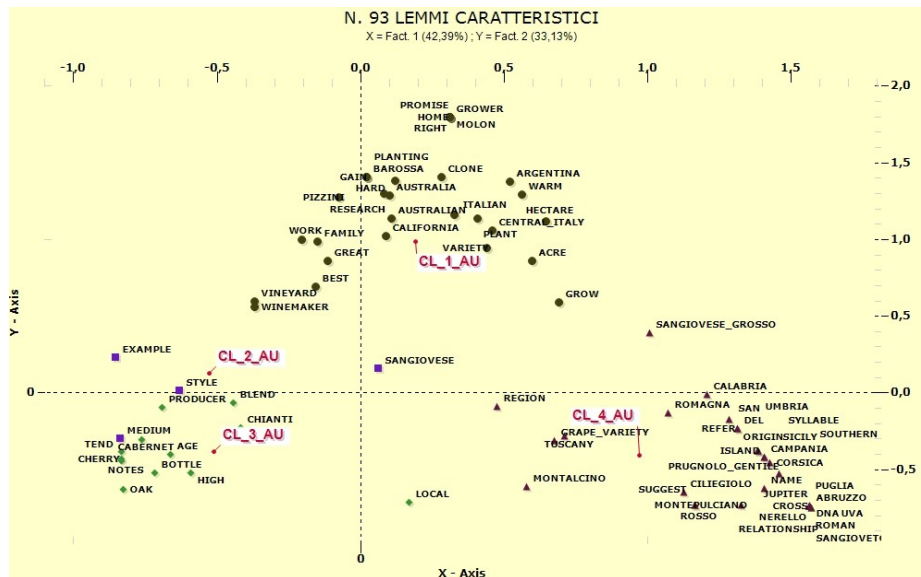 N. 93 LEMMI CARATTERISTICI
X = Fact. 1 (42,39%) ; Y = Fact. 2 (33,13%)
-1,0 -0,5 0,0 0,5 1,0 1,5
2,0
PROMISE GROWER
HOME MOLON
RIGHT
PLANTING
GAIN BAROSSA CLONE ARGENTINA
1,5
PIZZINI HARD AUSTRALIA WARM
RESEARCH AUSTRALIAN ITALIAN HECTARE
CENTRAL_ITALY
WORK FAMILY CALIFORNIA PLANT
1,0
GREAT VARIETY ACRE
CL_1_AU
BEST
VINEYARD GROW
WINEMAKER
0,5
SANGIOVESE_GROSSO
Y - Axis
EXAMPLE CL_2_AU SANGIOVESE
STYLE
0 0
PRODUCER BLEND REGION CALABRIA
CL_4_AU ROMAGNA SAN UMBRIA
MEDIUM CHIANTI DEL SYLLABLE
REFER
TEND CABERNET AGE CL_3_AU GRAPE_VARIETY ORIGIN SICILY SOUTHERN
TUSCANY
CHERRY ISLAND CAMPANIA
NOTES BOTTLE PRUGNOLO_GENTILE CORSICA
-0,5
OAK HIGH MONTALCINO CILIEGIOLO NAME
SUGGEST JUPITER PUGLIA
LOCAL MONTEPULCIANO CROSS ABRUZZO
ROSSO NERELLO DNA UVA
RELATIONSHIP ROMAN
SANGIOVETO
0
X - Axis